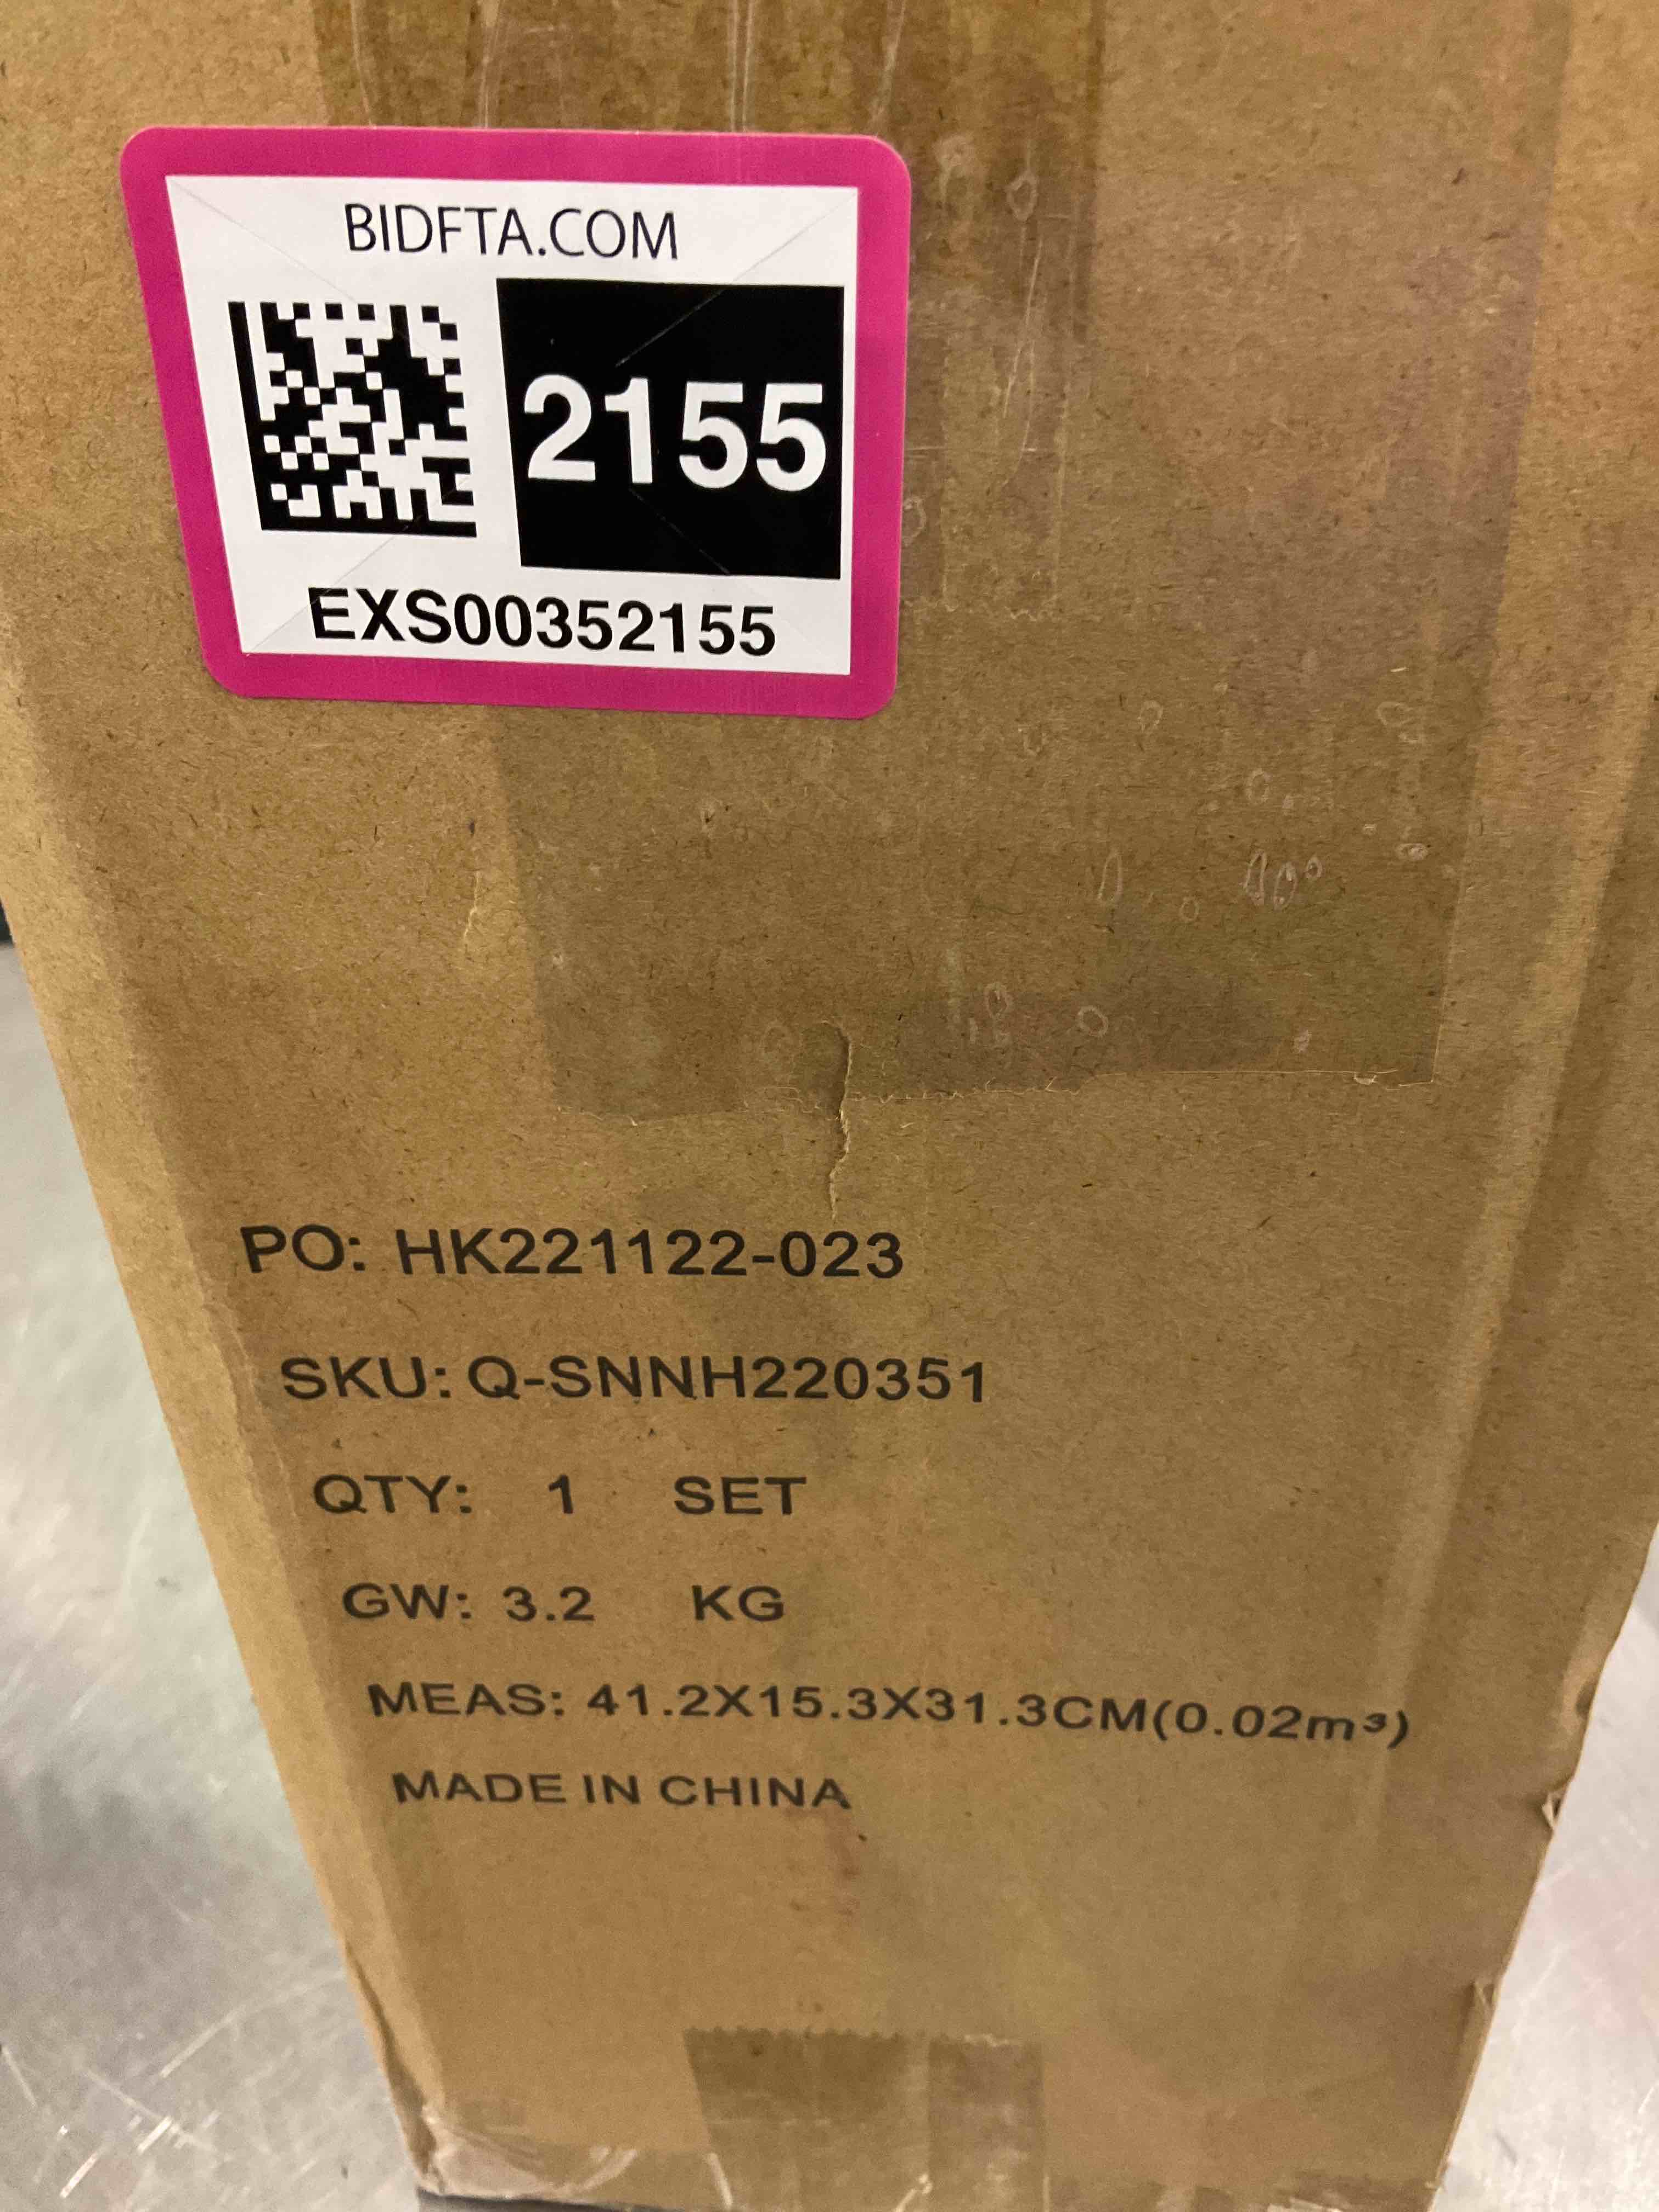 BIDFTA.COM
2155
EXS00352155
PO: HK221122-023
SKU: Q-SNNH220351
QTY: 1 SET
GW: 3.2 KG
MEAS: 41.2X15.3X31.3CM(0.02m³)
MADE IN CHINA